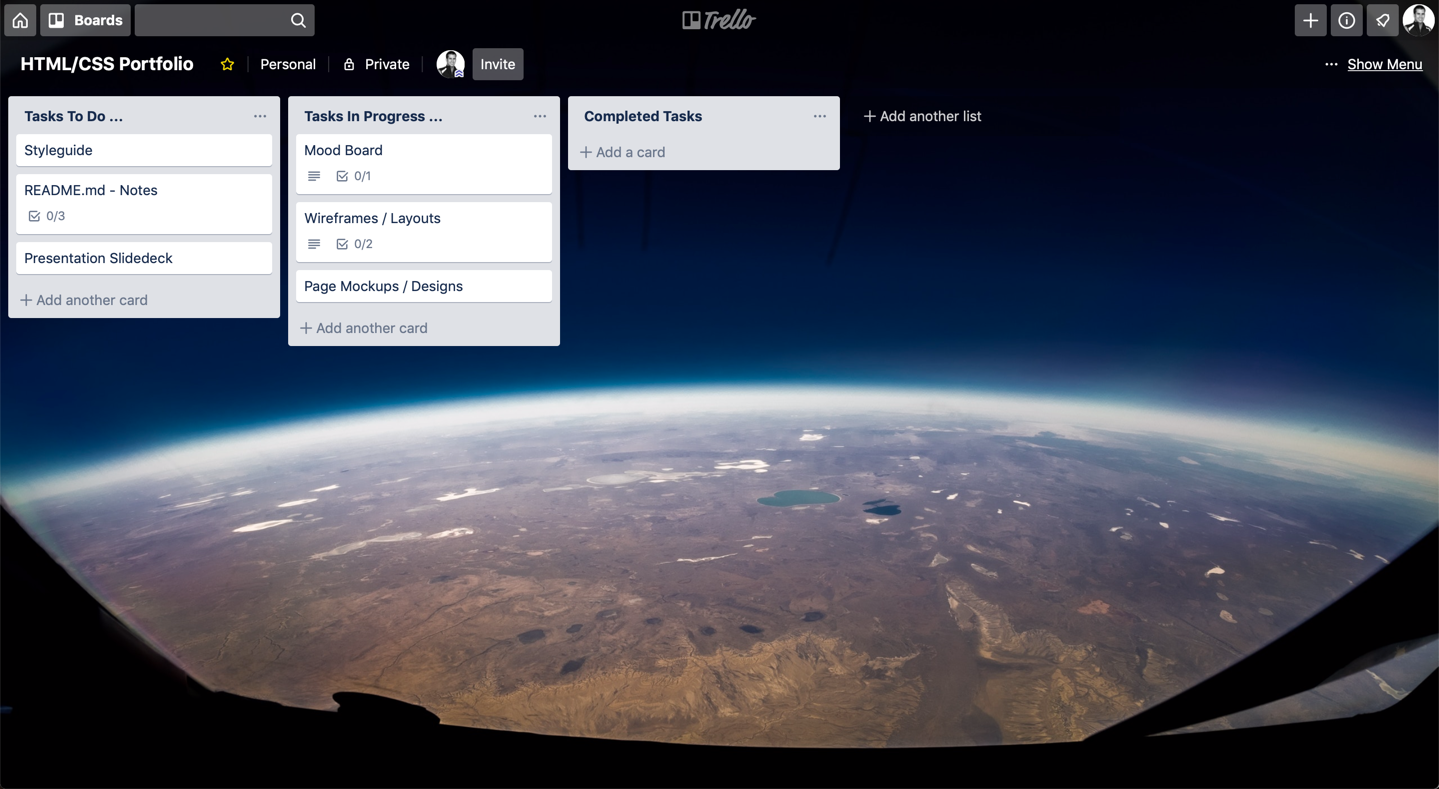 Boards
Trello
HTML/CSS Portfolio
Personal
Private
Invite
... Show Menu
Tasks To Do ...
Styleguide
README.md - Notes
0/3
Presentation Slidedeck
+ Add another card
Tasks In Progress ...
Mood Board
0/1
Wireframes / Layouts
0/2
Page Mockups / Designs
+ Add another card
Completed Tasks
+ Add a card
+ Add another list